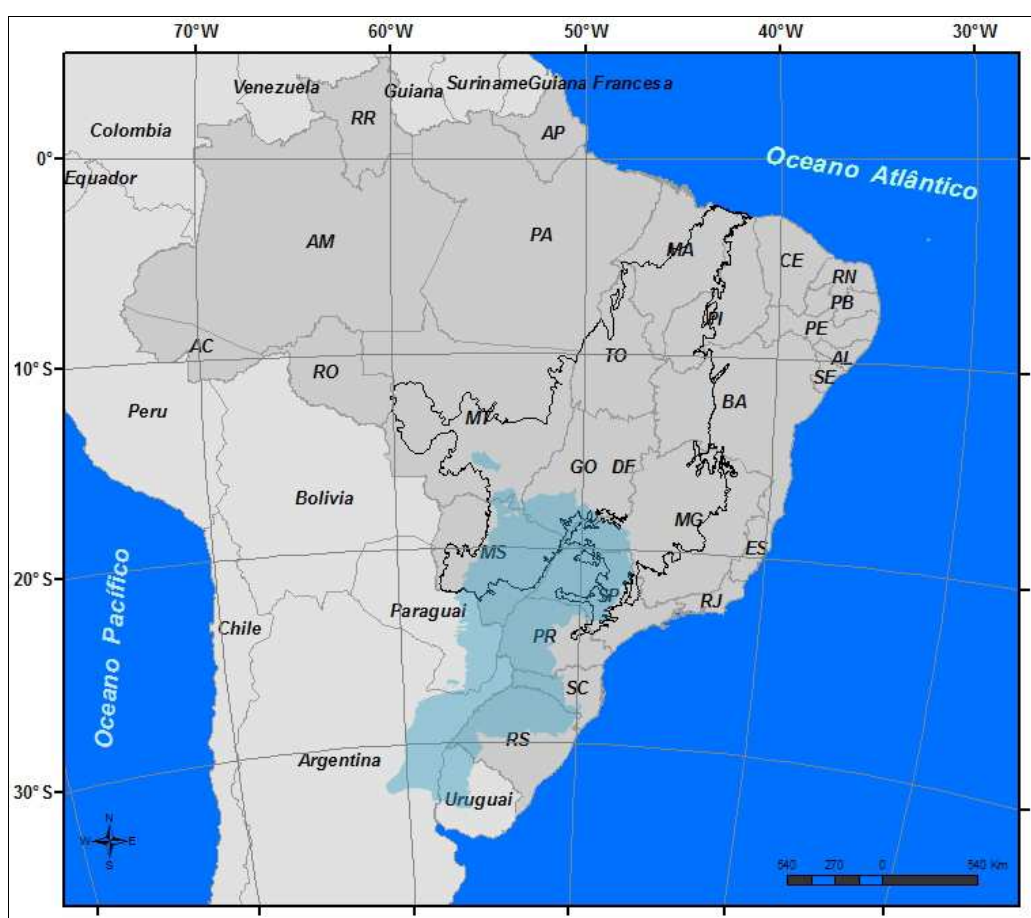 70°W 60°W 50°W 40°W 30°W
Venezuela
Suriname
Guiana Francesa
Guiana
Colombia
RR
AP
0°
Oceano Atlântico
Equador
AM
PA
MA
CE
RN
PB
PI
PE
AC
TO
AL
10°S
RO
SE
Peru
MT
BA
GO
DF
Bolivia
MG
MS
ES
20°S
SP
RJ
Paraguai
Chile
PR
Oceano Pacífico
SC
RS
Argentina
30°S
Uruguai
N
W E
S
540 270 0 540 Km